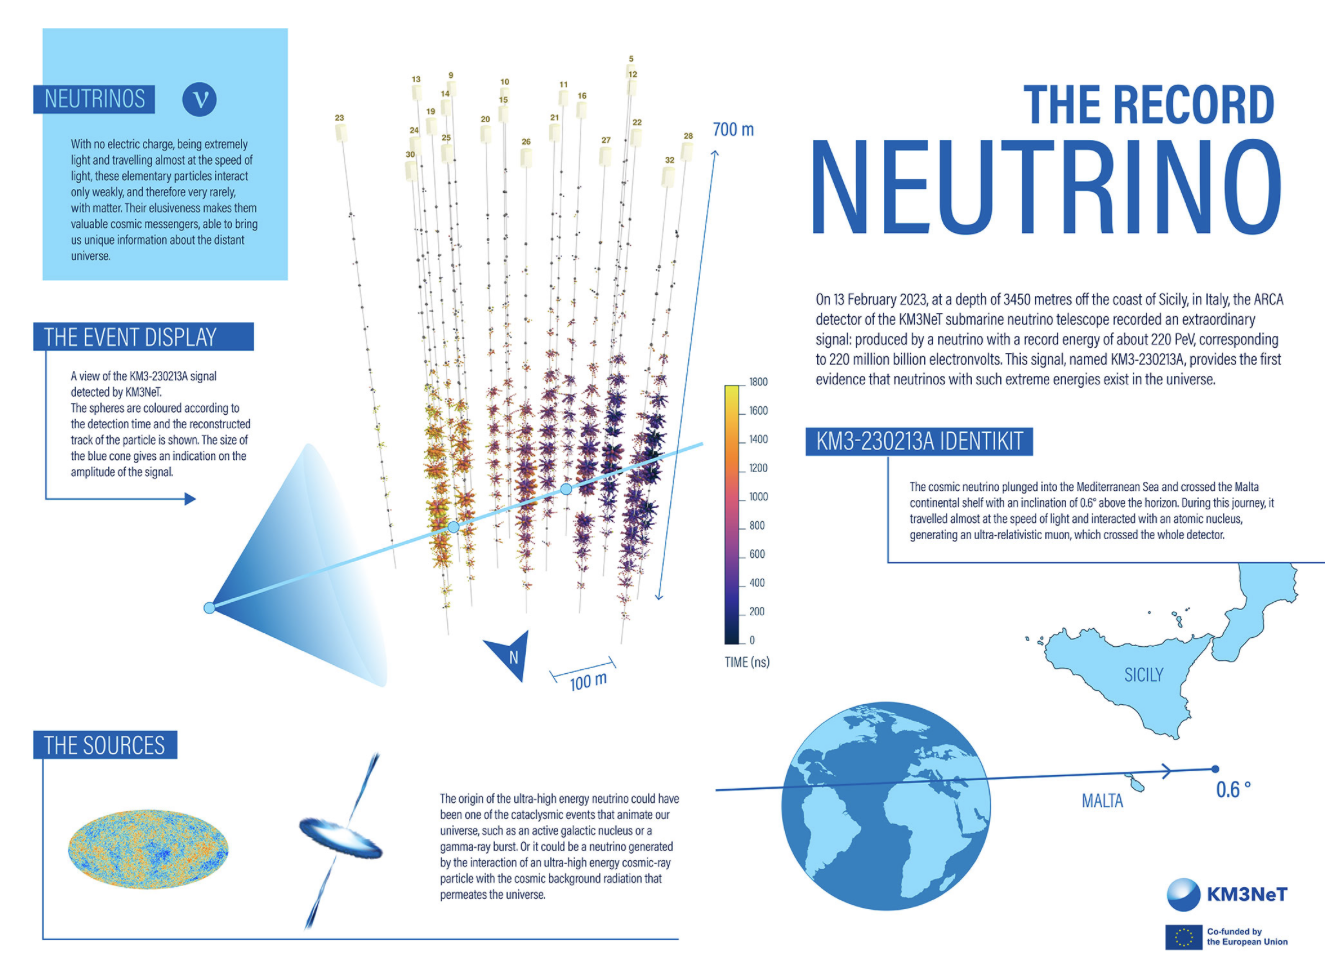 NEUTRINOS
ν
With no electric charge, being extremely
light and travelling almost at the speed of
light, these elementary particles interact
only weakly, and therefore very rarely,
with matter. Their elusiveness makes them
valuable cosmic messengers, able to bring
us unique information about the distant
universe.
THE EVENT DISPLAY
A view of the KM3-230213A signal
detected by KM3NeT.
The spheres are coloured according to
the detection time and the reconstructed
track of the particle is shown. The size of
the blue cone gives an indication on the
amplitude of the signal.
5
12
13
9
14
10
15
11
16
23
19
20
21
22
24
25
26
27
28
30
32
700 m
1800
1600
1400
1200
1000
800
600
400
200
0
TIME (ns)
N
100 m
THE RECORD
NEUTRINO
On 13 February 2023, at a depth of 3450 metres off the coast of Sicily, in Italy, the ARCA
detector of the KM3NeT submarine neutrino telescope recorded an extraordinary
signal: produced by a neutrino with a record energy of about 220 PeV, corresponding
to 220 million billion electronvolts. This signal, named KM3-230213A, provides the first
evidence that neutrinos with such extreme energies exist in the universe.
KM3-230213A IDENTIKIT
The cosmic neutrino plunged into the Mediterranean Sea and crossed the Malta
continental shelf with an inclination of 0.6° above the horizon. During this journey, it
travelled almost at the speed of light and interacted with an atomic nucleus,
generating an ultra-relativistic muon, which crossed the whole detector.
SICILY
MALTA
0.6 °
THE SOURCES
The origin of the ultra-high energy neutrino could have
been one of the cataclysmic events that animate our
universe, such as an active galactic nucleus or a
gamma-ray burst. Or it could be a neutrino generated
by the interaction of an ultra-high energy cosmic-ray
particle with the cosmic background radiation that
permeates the universe.
KM3NeT
Co-funded by
the European Union